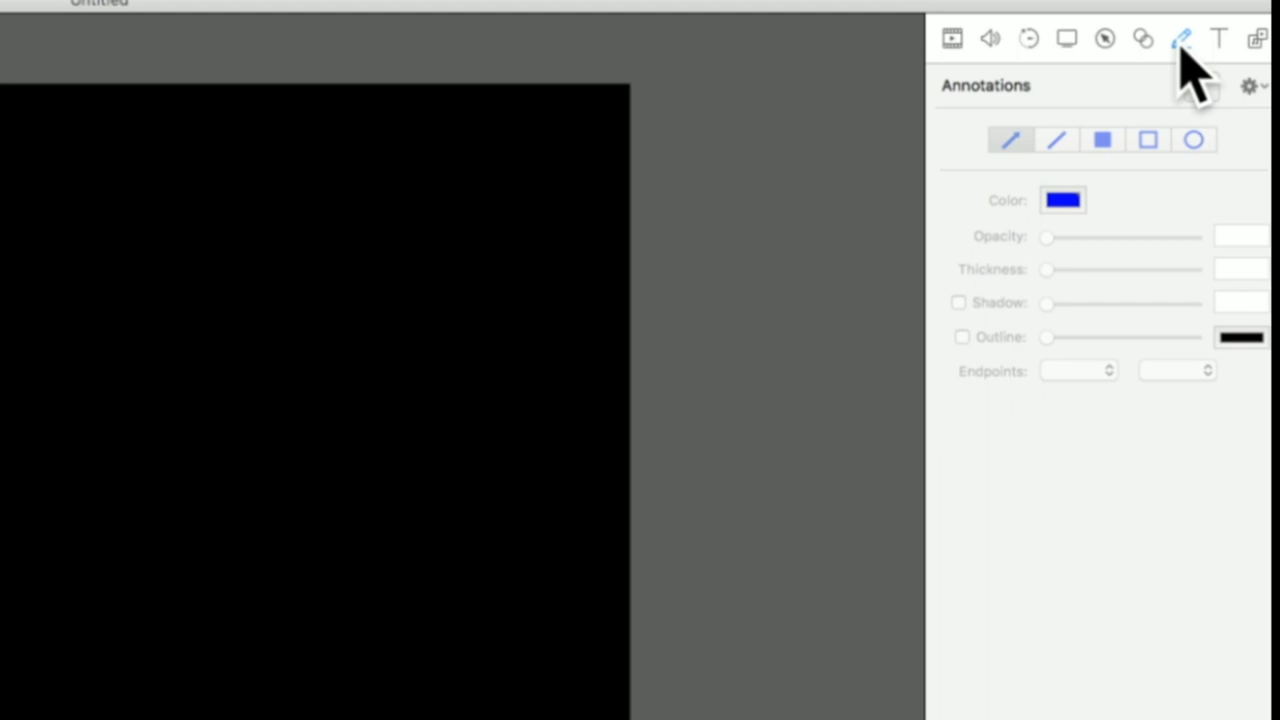 Untitled
Annotations
Color:
Opacity:
Thickness:
Shadow:
Outline:
Endpoints: